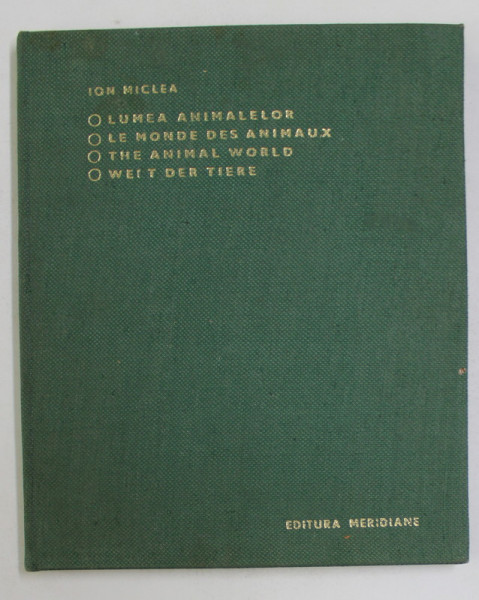 ION MICLEA
○ LUMEA ANIMALELOR
○ LE MONDE DES ANIMAUX
○ THE ANIMAL WORLD
○ WELT DER TIERE
EDITURA MERIDIANE